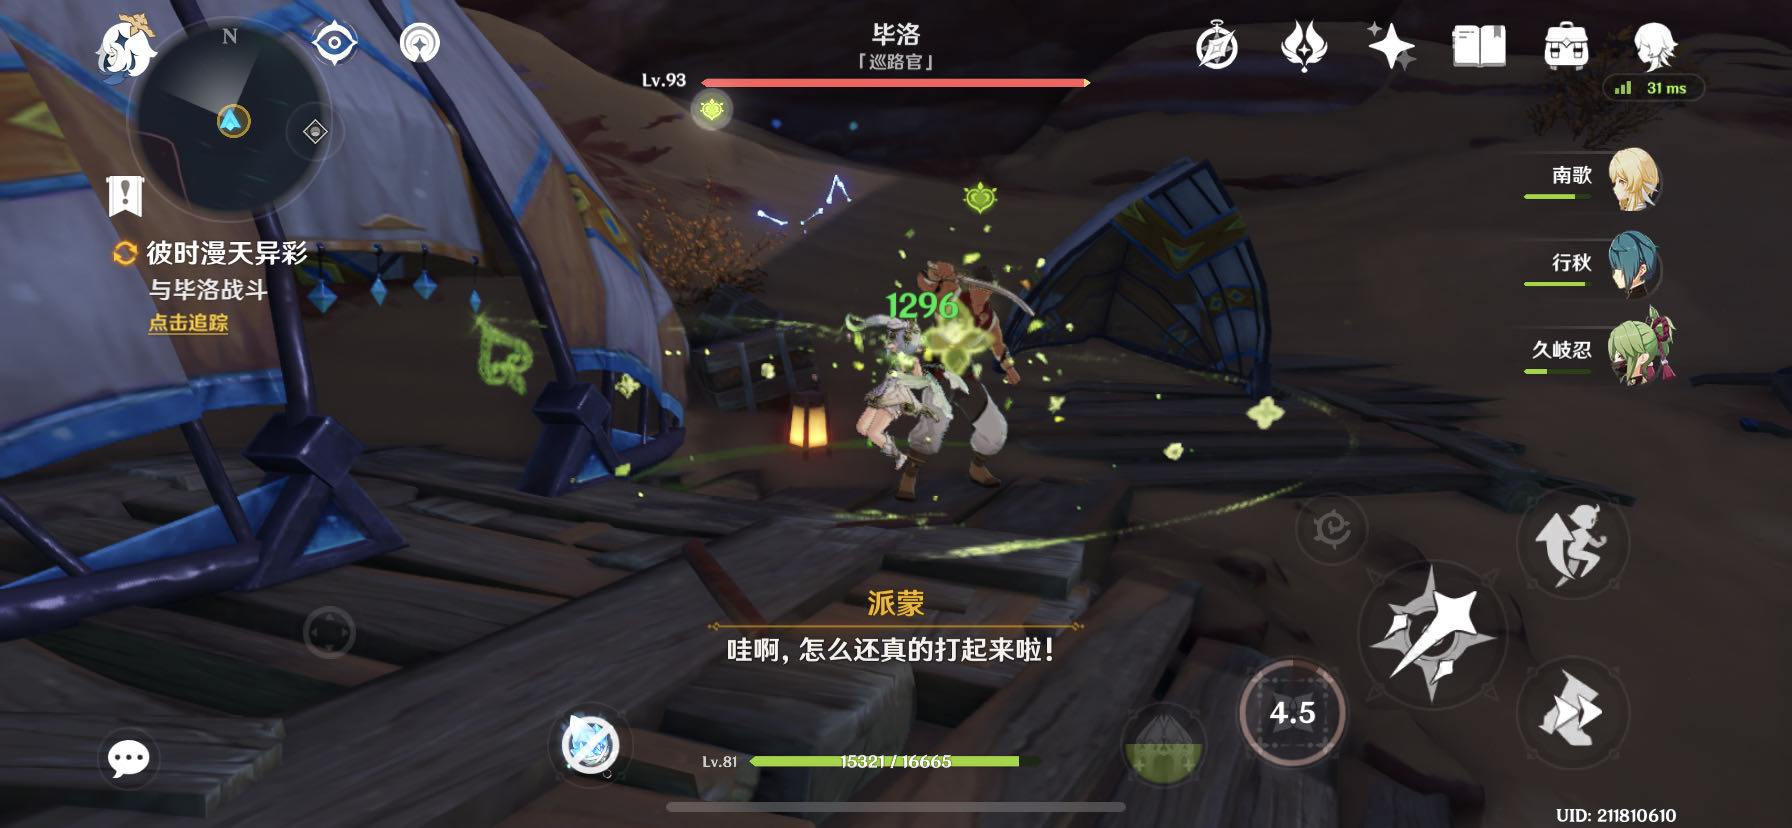 N
毕洛
「巡路官」
Lv.93
31 ms
南歌
行秋
久岐忍
彼时漫天异彩
与毕洛战斗
点击追踪
1296
派蒙
哇啊，怎么还真的打起来啦！
4.5
Lv.81
15321 / 16665
UID: 211810610